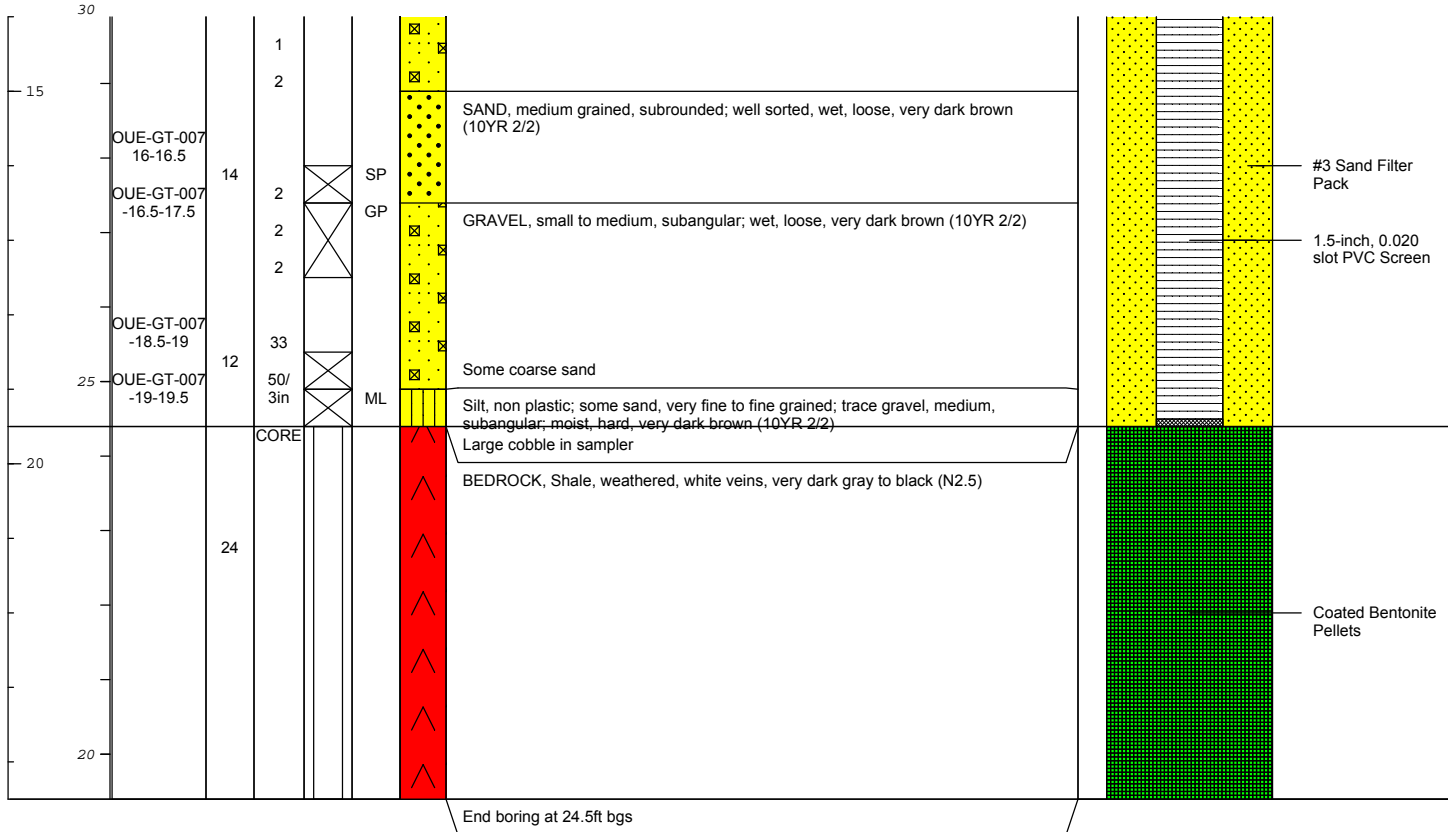 30
1
2
15
SAND, medium grained, subrounded; well sorted, wet, loose, very dark brown
(10YR 2/2)
OUE-GT-007
16-16.5
14
SP
#3 Sand Filter
Pack
OUE-GT-007
-16.5-17.5
2
GP
GRAVEL, small to medium, subangular; wet, loose, very dark brown (10YR 2/2)
2
1.5-inch, 0.020
slot PVC Screen
2
OUE-GT-007
-18.5-19
33
12
Some coarse sand
25
OUE-GT-007
-19-19.5
50/
3in
ML
Silt, non plastic; some sand, very fine to fine grained; trace gravel, medium,
subangular; moist, hard, very dark brown (10YR 2/2)
CORE
Large cobble in sampler
20
BEDROCK, Shale, weathered, white veins, very dark gray to black (N2.5)
24
Coated Bentonite
Pellets
20
End boring at 24.5ft bgs